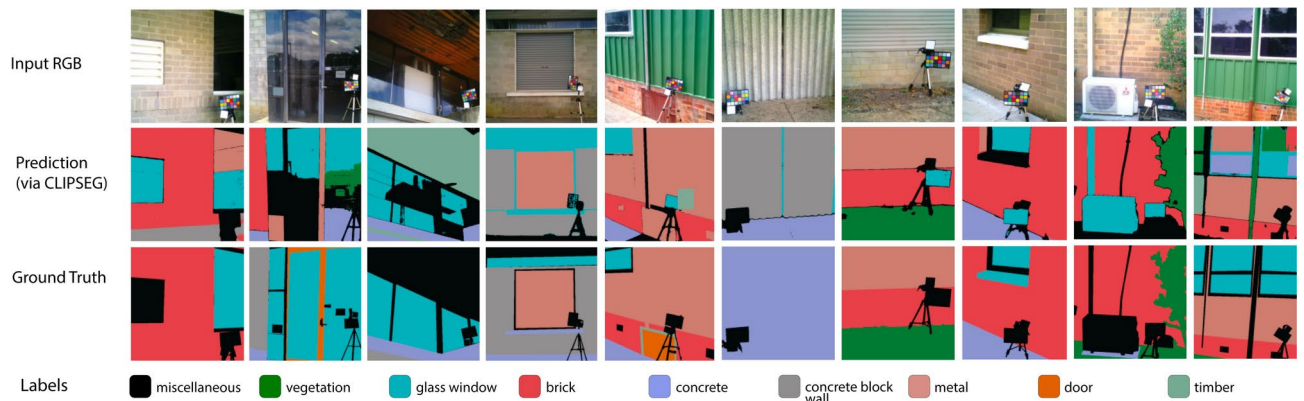 Input RGB
Prediction
(via CLIPSEG)
Ground Truth
Labels
miscellaneous
vegetation
glass window
brick
concrete
concrete block
wall
metal
door
timber